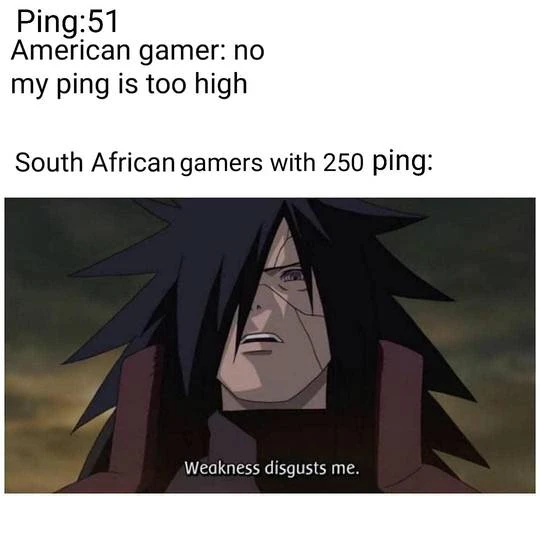 Ping:51
American gamer: no
my ping is too high
South African gamers with 250 ping:
Weakness disgusts me.